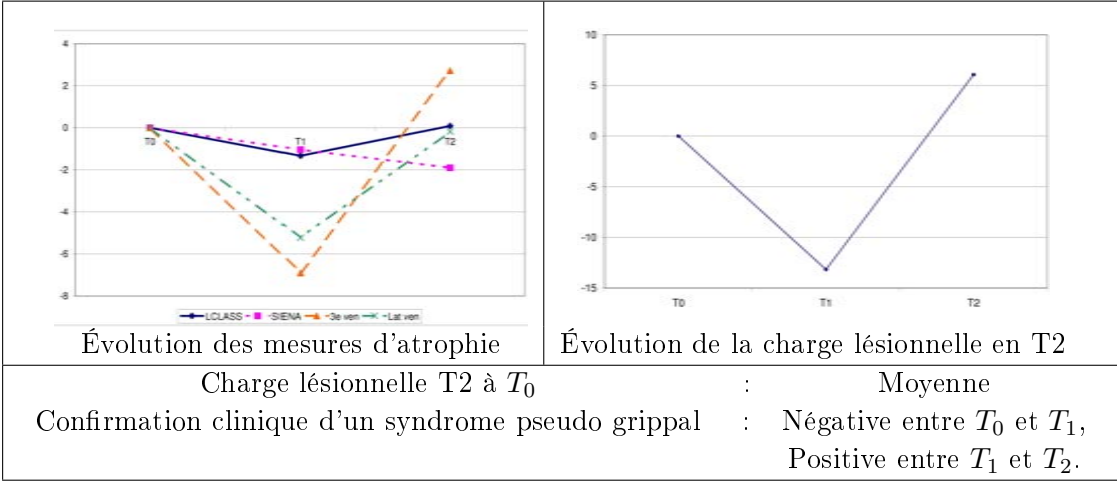 4
2
0
-2
-4
-6
-8
T0
T1
T2
LCLASS SIENA 3e ven Lat ven
Évolution des mesures d'atrophie
10
5
0
-5
-10
-15
T0 T1 T2
Évolution de la charge lésionnelle en T2
Charge lésionnelle T2 à T0 : Moyenne
Confirmation clinique d'un syndrome pseudo grippal : Négative entre T0 et T1,
Positive entre T1 et T2.